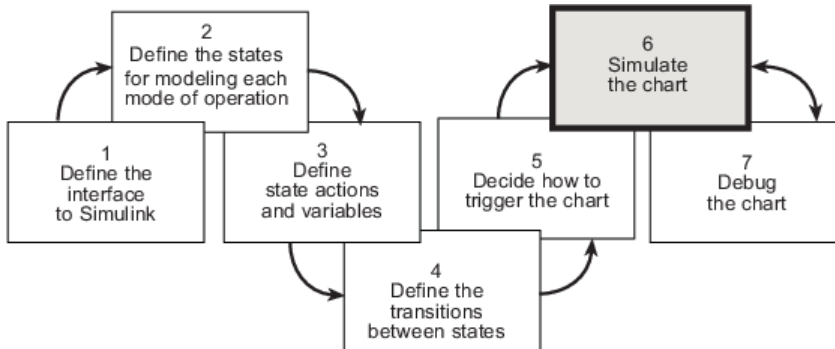 1
Define the
interface
to Simulink
2
Define the states
for modeling each
mode of operation
3
Define
state actions
and variables
4
Define the
transitions
between states
5
Decide how to
trigger the chart
6
Simulate
the chart
7
Debug
the chart